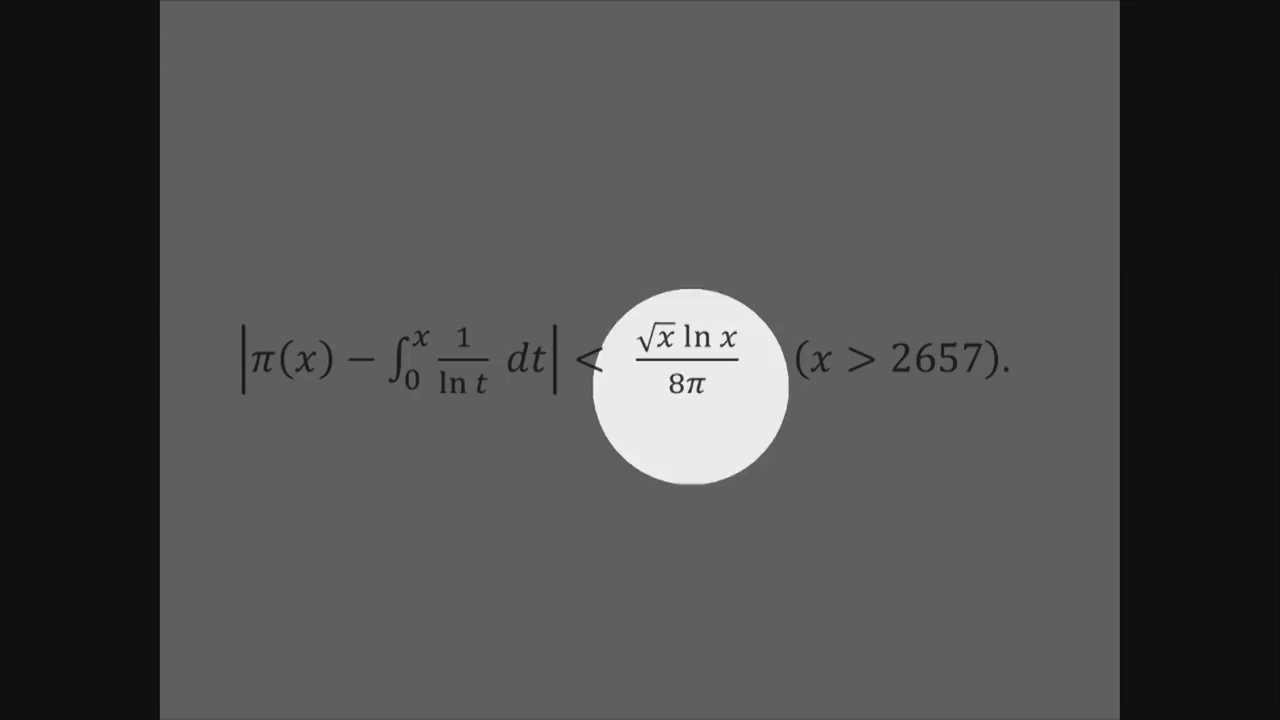 |π(x) − ∫₀ˣ 1/ln t dt| < √x ln x / 8π (x > 2657).